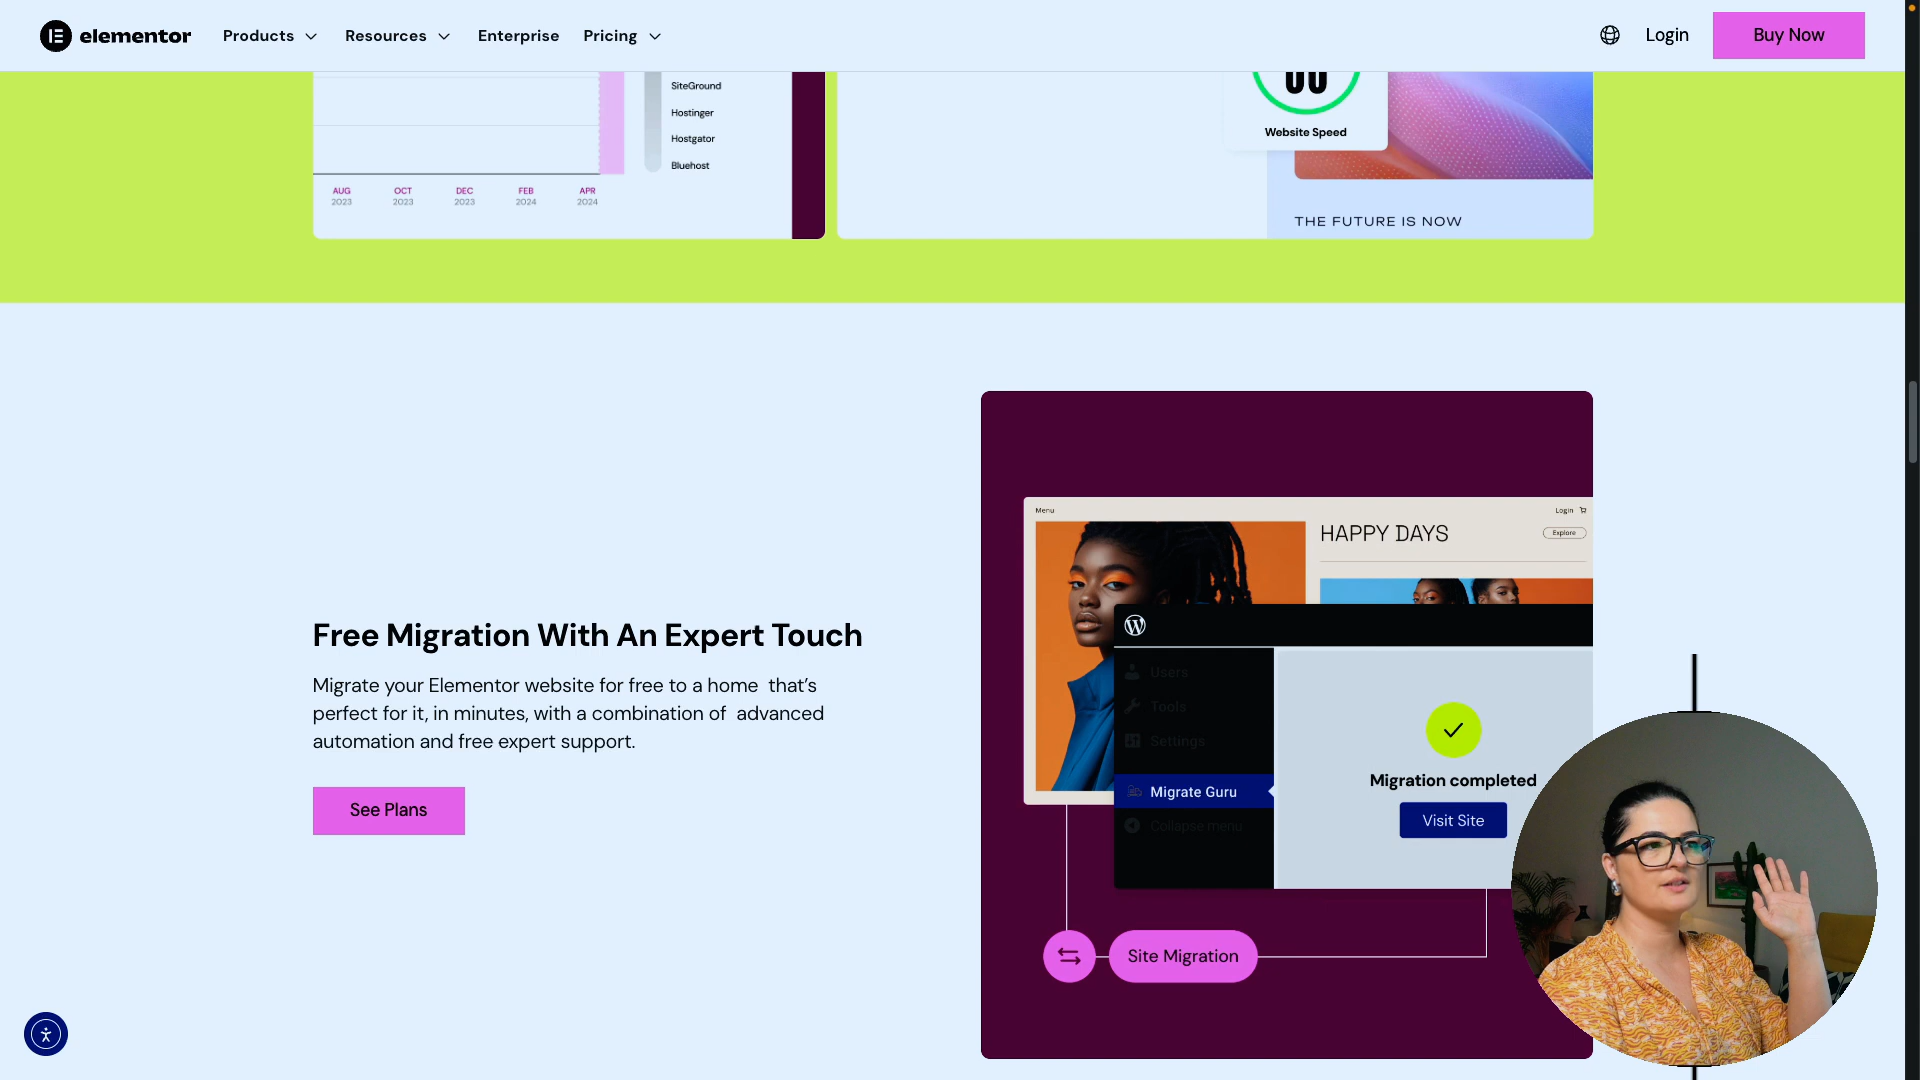 elementor
Products
Resources
Enterprise
Pricing
Login
Buy Now
SiteGround
Hostinger
Hostgator
Bluehost
AUG OCT DEC FEB APR
2023 2023 2023 2024 2024
Website Speed
THE FUTURE IS NOW
Free Migration With An Expert Touch
Migrate your Elementor website for free to a home that’s
perfect for it, in minutes, with a combination of advanced
automation and free expert support.
See Plans
Menu
Login
HAPPY DAYS
Explore
Users
Tools
Settings
Migrate Guru
Collapse menu
Migration completed
Visit Site
Site Migration